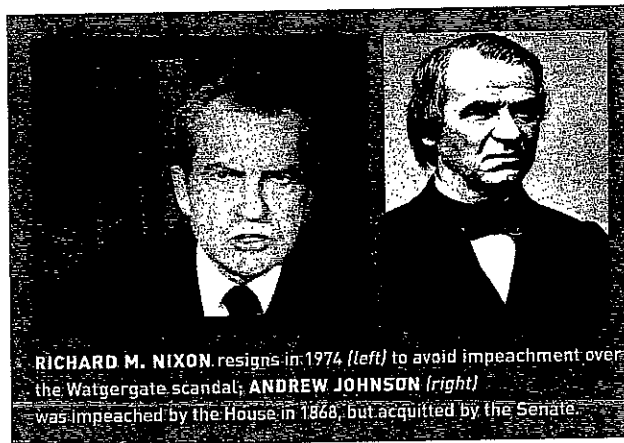 RICHARD M. NIXON resigns in 1974 (left) to avoid impeachment over
the Watgergate scandal; ANDREW JOHNSON (right)
was impeached by the House in 1868, but acquitted by the Senate.